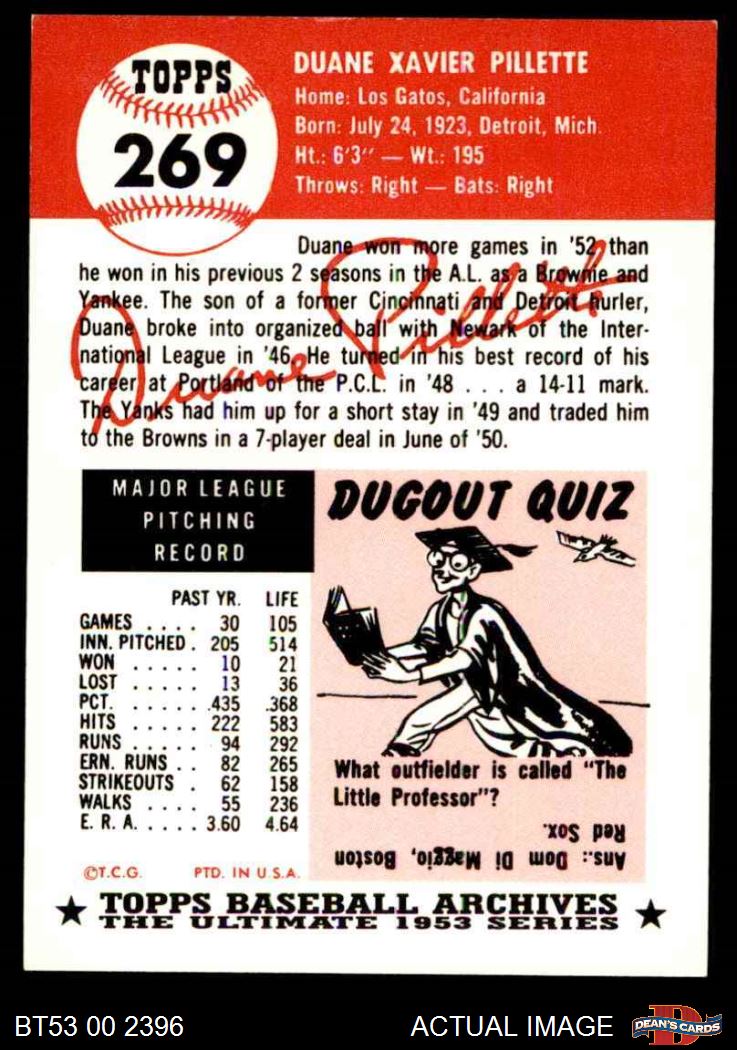 TOPPS
269
DUANE XAVIER PILLETTE
Home: Los Gatos, California
Born: July 24, 1923, Detroit, Mich.
Ht.: 6'3" — Wt.: 195
Throws: Right — Bats: Right
Duane won more games in '52 than
he won in his previous 2 seasons in the A.L. as a Brownie and
Yankee. The son of a former Cincinnati and Detroit hurler,
Duane broke into organized ball with Newark of the Inter-
national League in '46. He turned in his best record of his
career at Portland of the P.C.L. in '48 . . . a 14-11 mark.
The Yanks had him up for a short stay in '49 and traded him
to the Browns in a 7-player deal in June of '50.
Duane Pillette
MAJOR LEAGUE
PITCHING
RECORD
PAST YR. LIFE
GAMES . . . . 30 105
INN. PITCHED . 205 514
WON . . . . . 10 21
LOST . . . . . 13 36
PCT. . . . . . .435 .368
HITS . . . . . 222 583
RUNS . . . . . 94 292
ERN. RUNS . . 82 265
STRIKEOUTS . 62 158
WALKS . . . . 55 236
E. R. A. . . . . . 3.60 4.64
DUGOUT QUIZ
What outfielder is called "The
Little Professor"?
Ans.: Dom Di Maggio, Boston
Red Sox.
©T.C.G. PTD. IN U.S.A.
TOPPS BASEBALL ARCHIVES
THE ULTIMATE 1953 SERIES
BT53 00 2396
ACTUAL IMAGE
DEAN'S CARDS